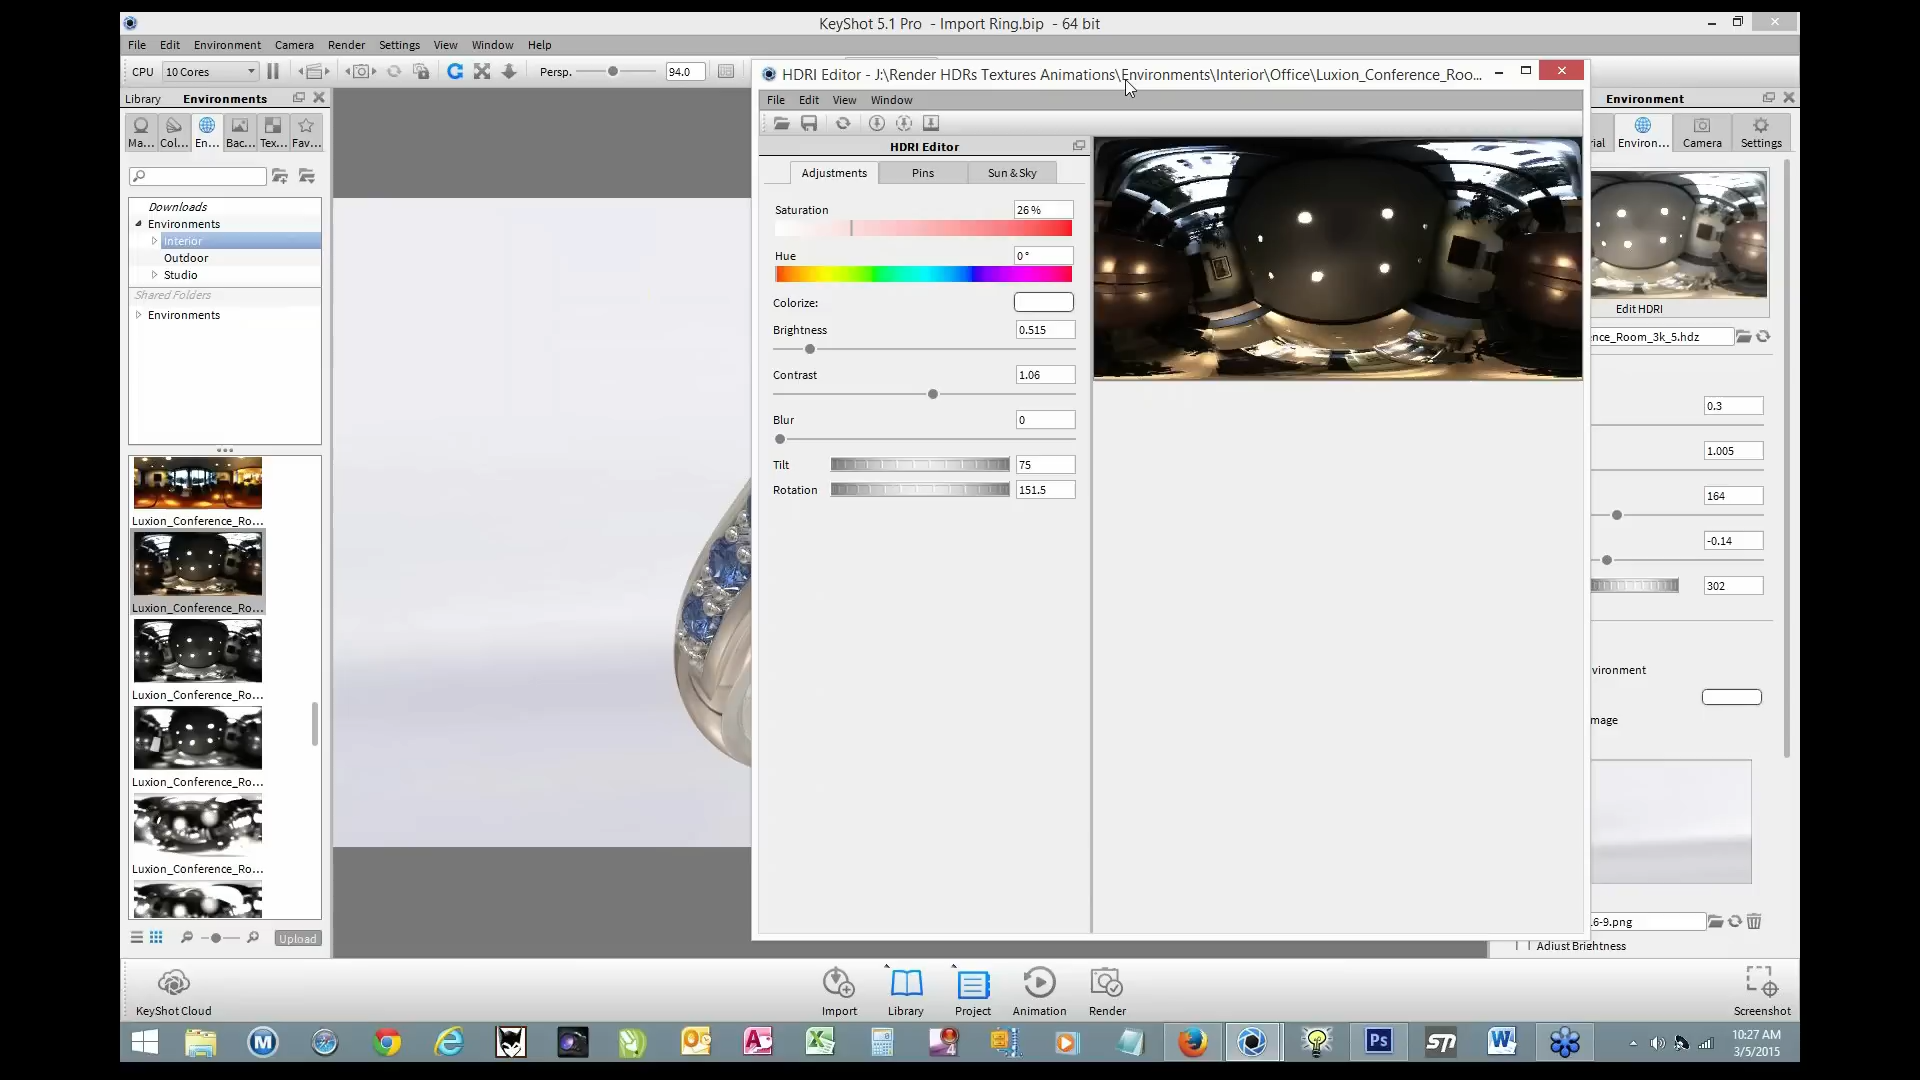 KeyShot 5.1 Pro - Import Ring.bip - 64 bit
File Edit Environment Camera Render Settings View Window Help
CPU 10 Cores Persp. 94.0
Library Environments
Ma... Col... En... Bac... Tex... Fav...
Downloads
Environments
Interior
Outdoor
Studio
Shared Folders
Environments
Luxion_Conference_Ro...
Luxion_Conference_Ro...
Luxion_Conference_Ro...
Luxion_Conference_Ro...
Luxion_Conference_Ro...
Upload
HDRI Editor - J:\Render HDRs Textures Animations\Environments\Interior\Office\Luxion_Conference_Roo...
File Edit View Window
HDRI Editor
Adjustments Pins Sun & Sky
Saturation 26 %
Hue 0 °
Colorize:
Brightness 0.515
Contrast 1.06
Blur 0
Tilt 75
Rotation 151.5
Environment
rial Environ... Camera Settings
Edit HDRI
nce_Room_3k_5.hdz
0.3
1.005
164
-0.14
302
vironment
mage
6-9.png
Adjust Brightness
KeyShot Cloud Import Library Project Animation Render Screenshot
10:27 AM
3/5/2015